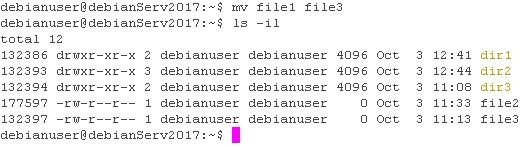 debianuser@debianServ2017:~$ mv file1 file3
debianuser@debianServ2017:~$ ls -il
total 12
132386 drwxr-xr-x 2 debianuser debianuser 4096 Oct  3 12:41 dir1
132393 drwxr-xr-x 3 debianuser debianuser 4096 Oct  3 12:44 dir2
132394 drwxr-xr-x 2 debianuser debianuser 4096 Oct  3 11:08 dir3
177597 -rw-r--r-- 1 debianuser debianuser    0 Oct  3 11:33 file2
132397 -rw-r--r-- 1 debianuser debianuser    0 Oct  3 11:13 file3
debianuser@debianServ2017:~$